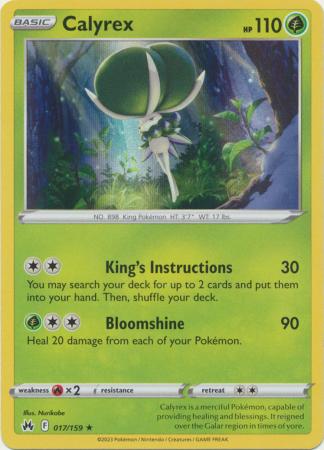 BASIC
Calyrex
HP 110
NO. 898 King Pokémon HT: 3'7" WT: 17 lbs.
King's Instructions 30
You may search your deck for up to 2 cards and put
them into your hand. Then, shuffle your deck.
Bloomshine 90
Heal 20 damage from each of your Pokémon.
weakness ×2 resistance retreat
Illus. Nurikabe
F 017/159 ★
Calyrex is a merciful Pokémon, capable of
providing healing and blessings. It reigned
over the Galar region in times of yore.
©2023 Pokémon / Nintendo / Creatures / GAME FREAK